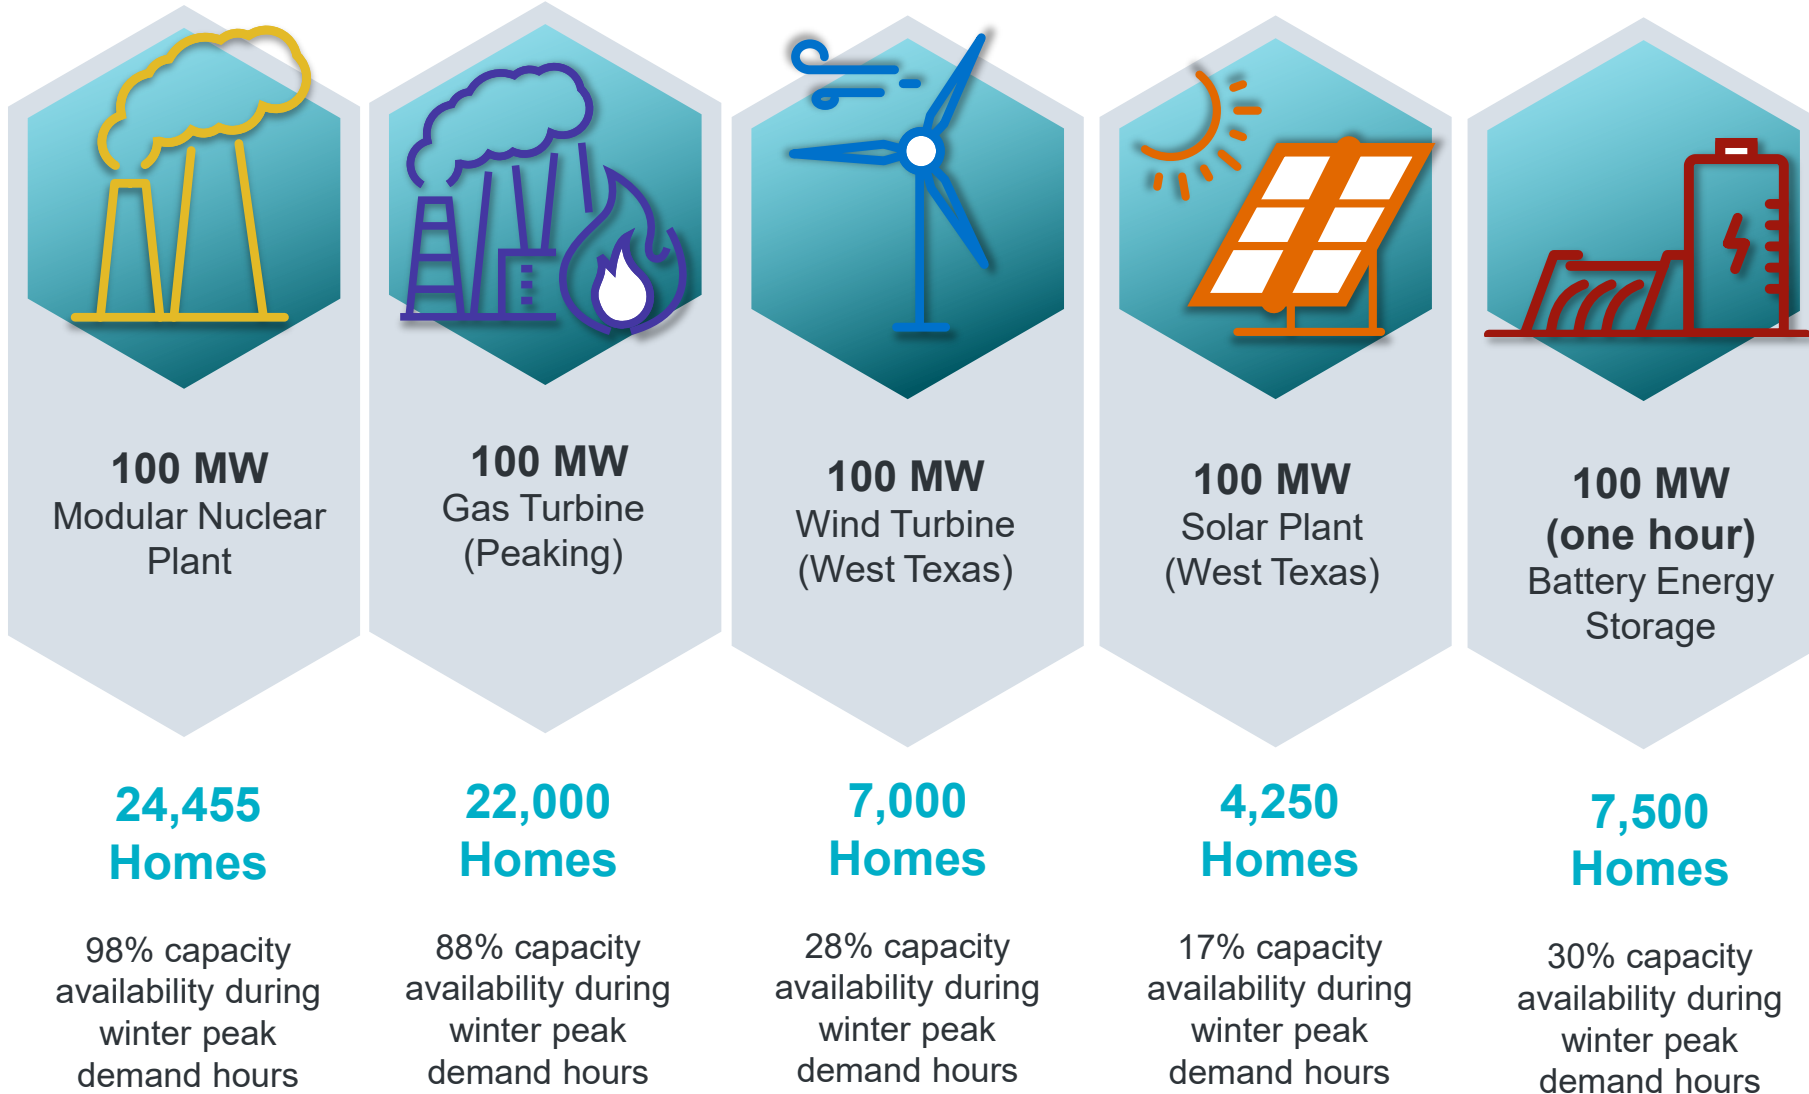 100 MW
Modular Nuclear
Plant
24,455
Homes
98% capacity
availability during
winter peak
demand hours
100 MW
Gas Turbine
(Peaking)
22,000
Homes
88% capacity
availability during
winter peak
demand hours
100 MW
Wind Turbine
(West Texas)
7,000
Homes
28% capacity
availability during
winter peak
demand hours
100 MW
Solar Plant
(West Texas)
4,250
Homes
17% capacity
availability during
winter peak
demand hours
100 MW
(one hour)
Battery Energy
Storage
7,500
Homes
30% capacity
availability during
winter peak
demand hours